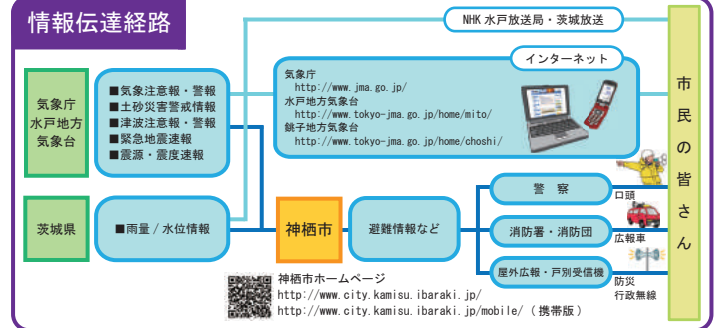 情報伝達経路
NHK 水戸放送局・茨城放送
気象庁
水戸地方
気象台
■気象注意報・警報
■土砂災害警戒情報
■津波注意報・警報
■緊急地震速報
■震源・震度速報
インターネット
気象庁
http://www.jma.go.jp/
水戸地方気象台
http://www.tokyo-jma.go.jp/home/mito/
銚子地方気象台
http://www.tokyo-jma.go.jp/home/choshi/
茨城県
■雨量 / 水位情報
神栖市
避難情報など
警 察
口頭
消防署・消防団
広報車
屋外広報・戸別受信機
防災
行政無線
市民の皆さん
神栖市ホームページ
http://www.city.kamisu.ibaraki.jp/
http://www.city.kamisu.ibaraki.jp/mobile/ ( 携帯版 )